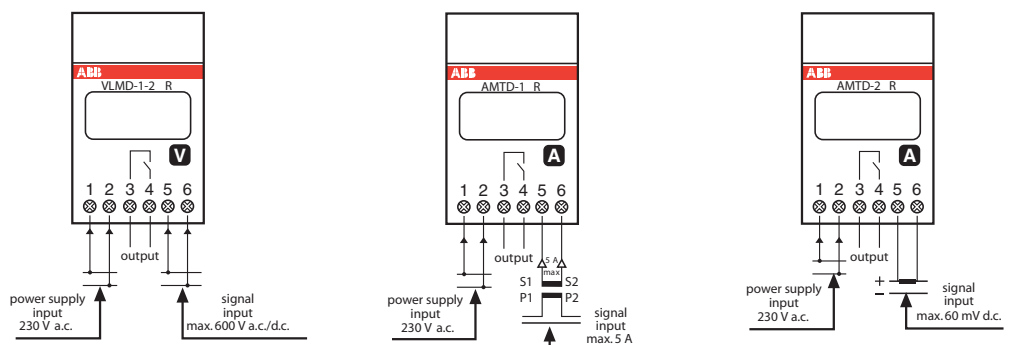 ABB
VLMD-1-2 R
V
1 2 3 4 5 6
output
power supply
input
230 V a.c.
signal
input
max. 600 V a.c./d.c.
ABB
AMTD-1 R
A
1 2 3 4 5 6
output
5 A
max
S1 S2
P1 P2
power supply
input
230 V a.c.
signal
input
max. 5 A
ABB
AMTD-2 R
A
1 2 3 4 5 6
output
+
–
power supply
input
230 V a.c.
signal
input
max. 60 mV d.c.